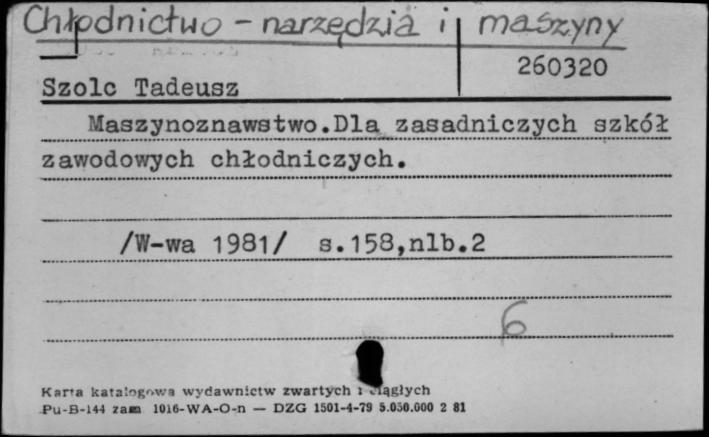 Chłodnictwo - narzędzia i maszyny
260320
Szolc Tadeusz
Maszynoznawstwo.Dla zasadniczych szkół
zawodowych chłodniczych.
/W-wa 1981/ s.158,nlb.2
6
Karta katalogowa wydawnictw zwartych i ciągłych
Pu-B-144 zam 1016-WA-O-n — DZG 1501-4-79 5.050.000 2 81